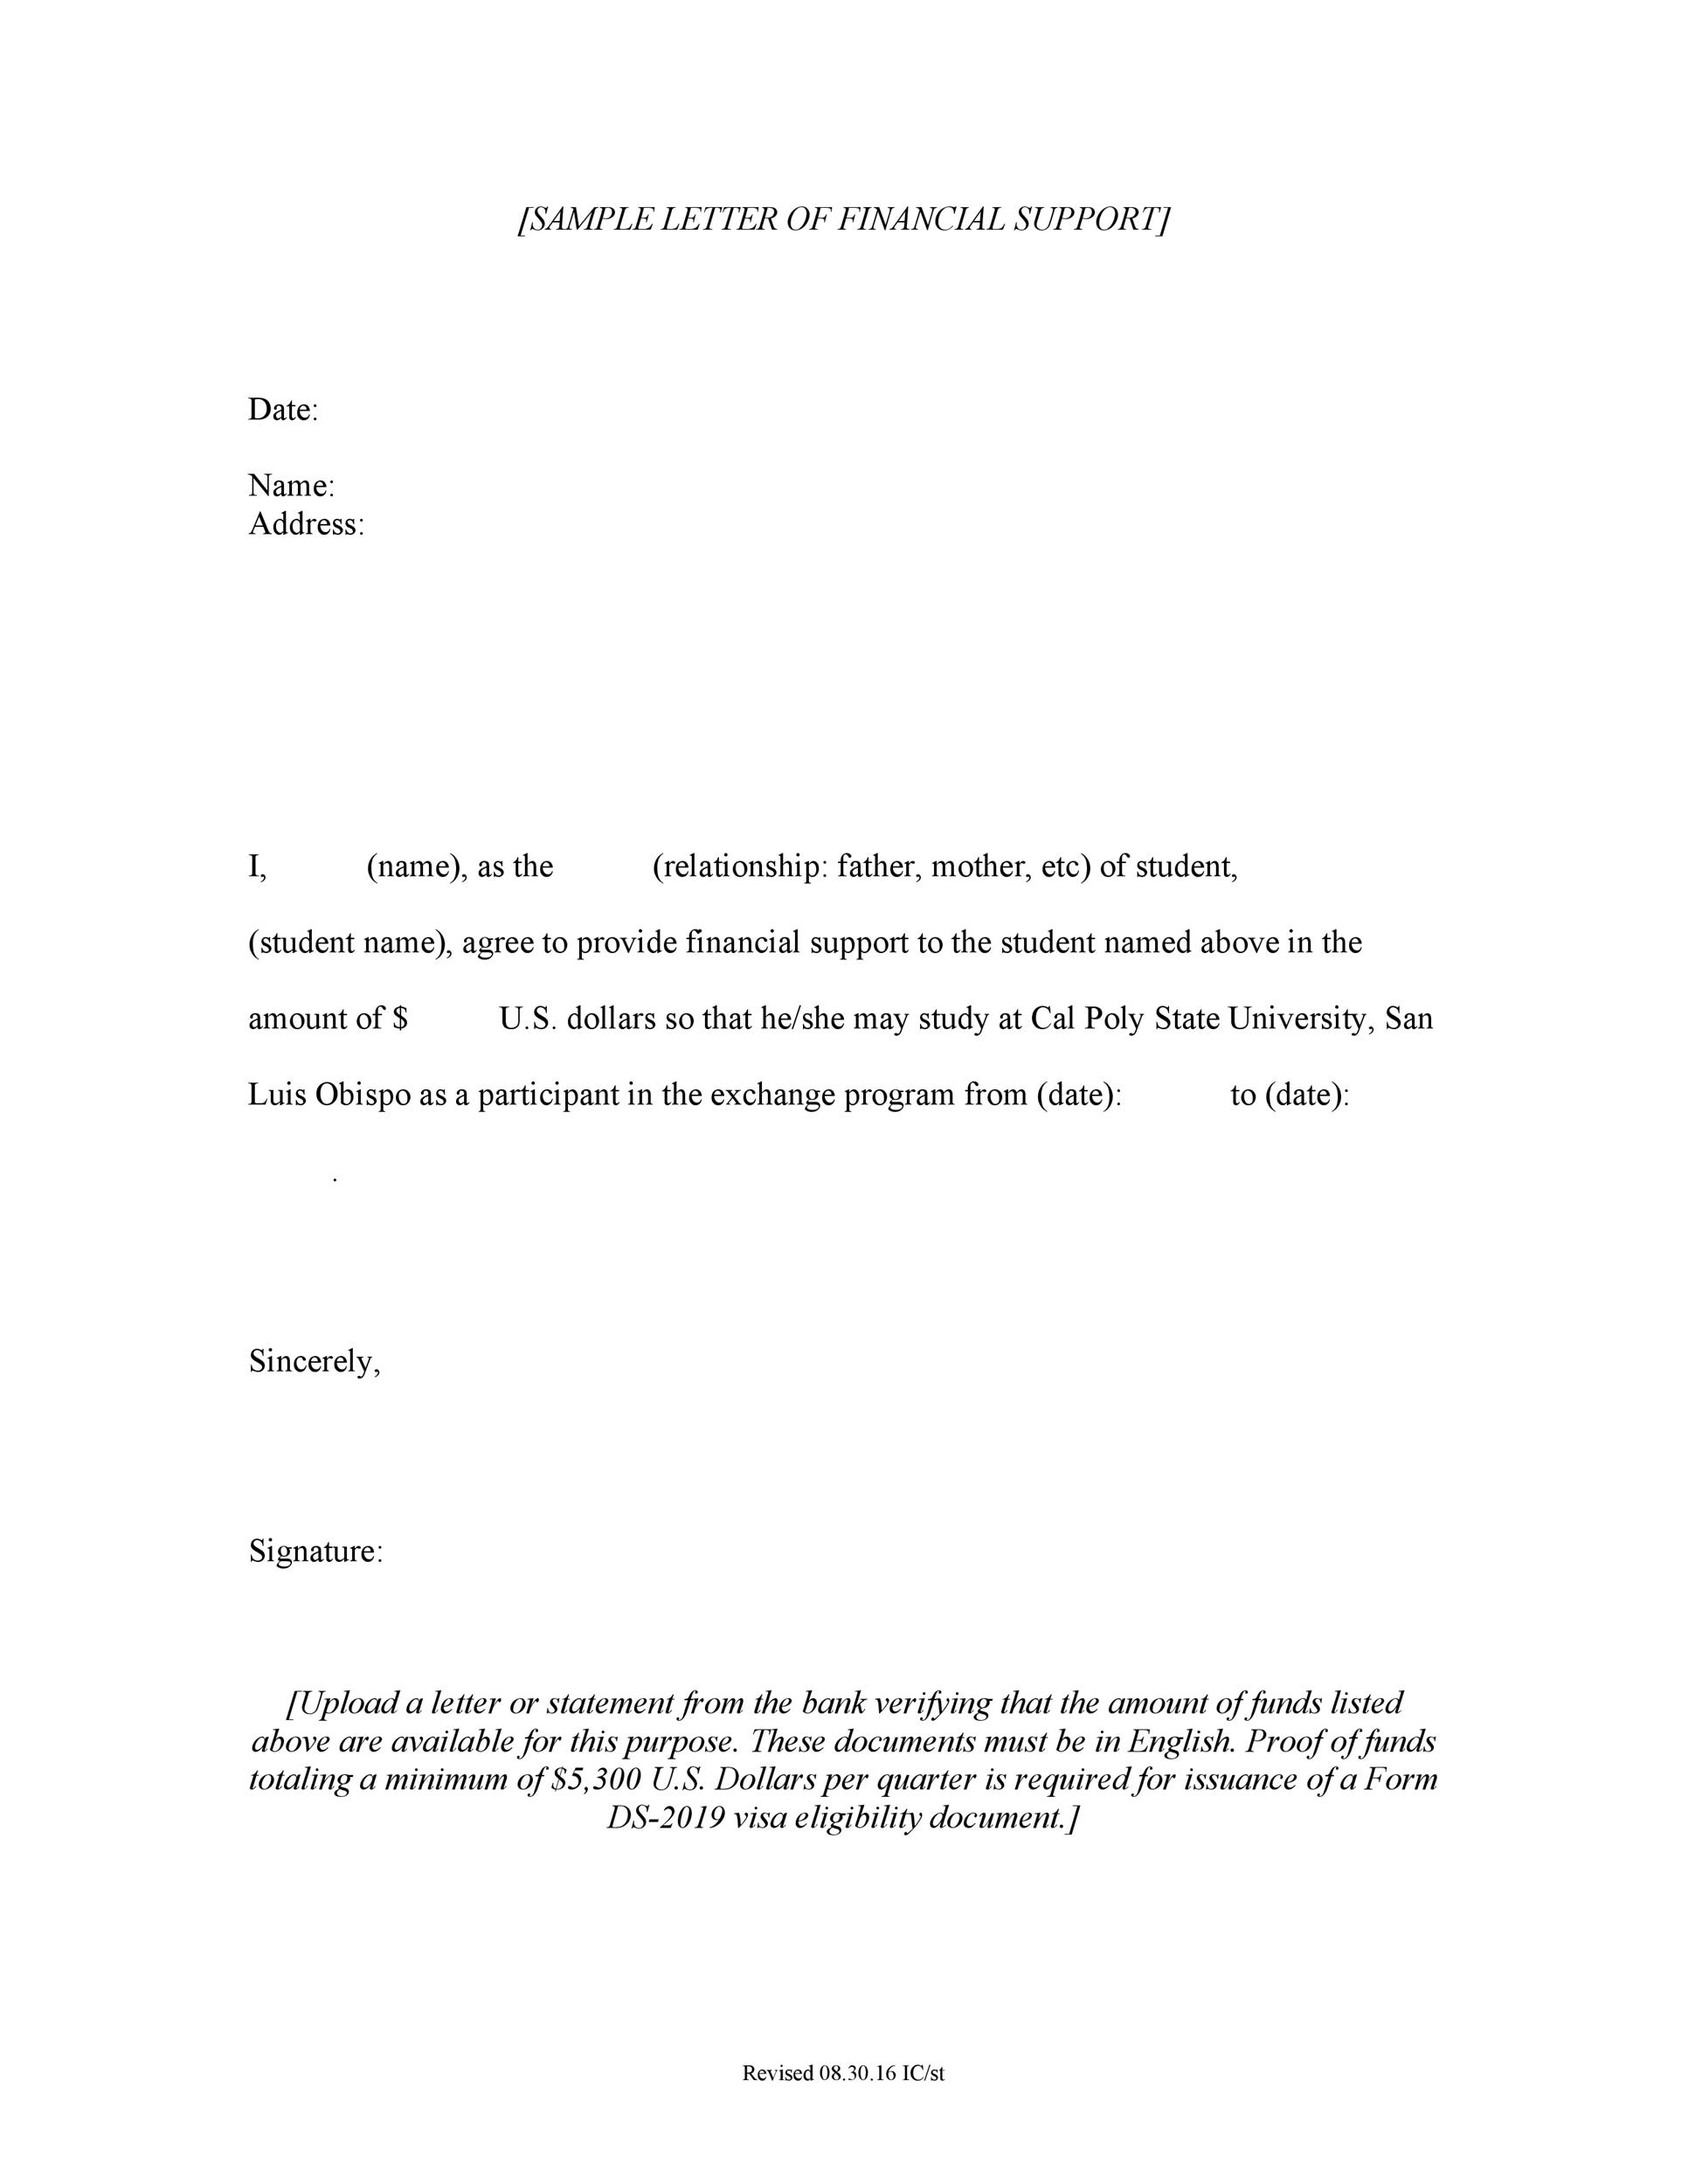 [SAMPLE LETTER OF FINANCIAL SUPPORT]
Date:
Name:
Address:
I, (name), as the (relationship: father, mother, etc) of student,
(student name), agree to provide financial support to the student named above in the
amount of $ U.S. dollars so that he/she may study at Cal Poly State University, San
Luis Obispo as a participant in the exchange program from (date): to (date):
.
Sincerely,
Signature:
[Upload a letter or statement from the bank verifying that the amount of funds listed
above are available for this purpose. These documents must be in English. Proof of funds
totaling a minimum of $5,300 U.S. Dollars per quarter is required for issuance of a Form
DS-2019 visa eligibility document.]
Revised 08.30.16 IC/st